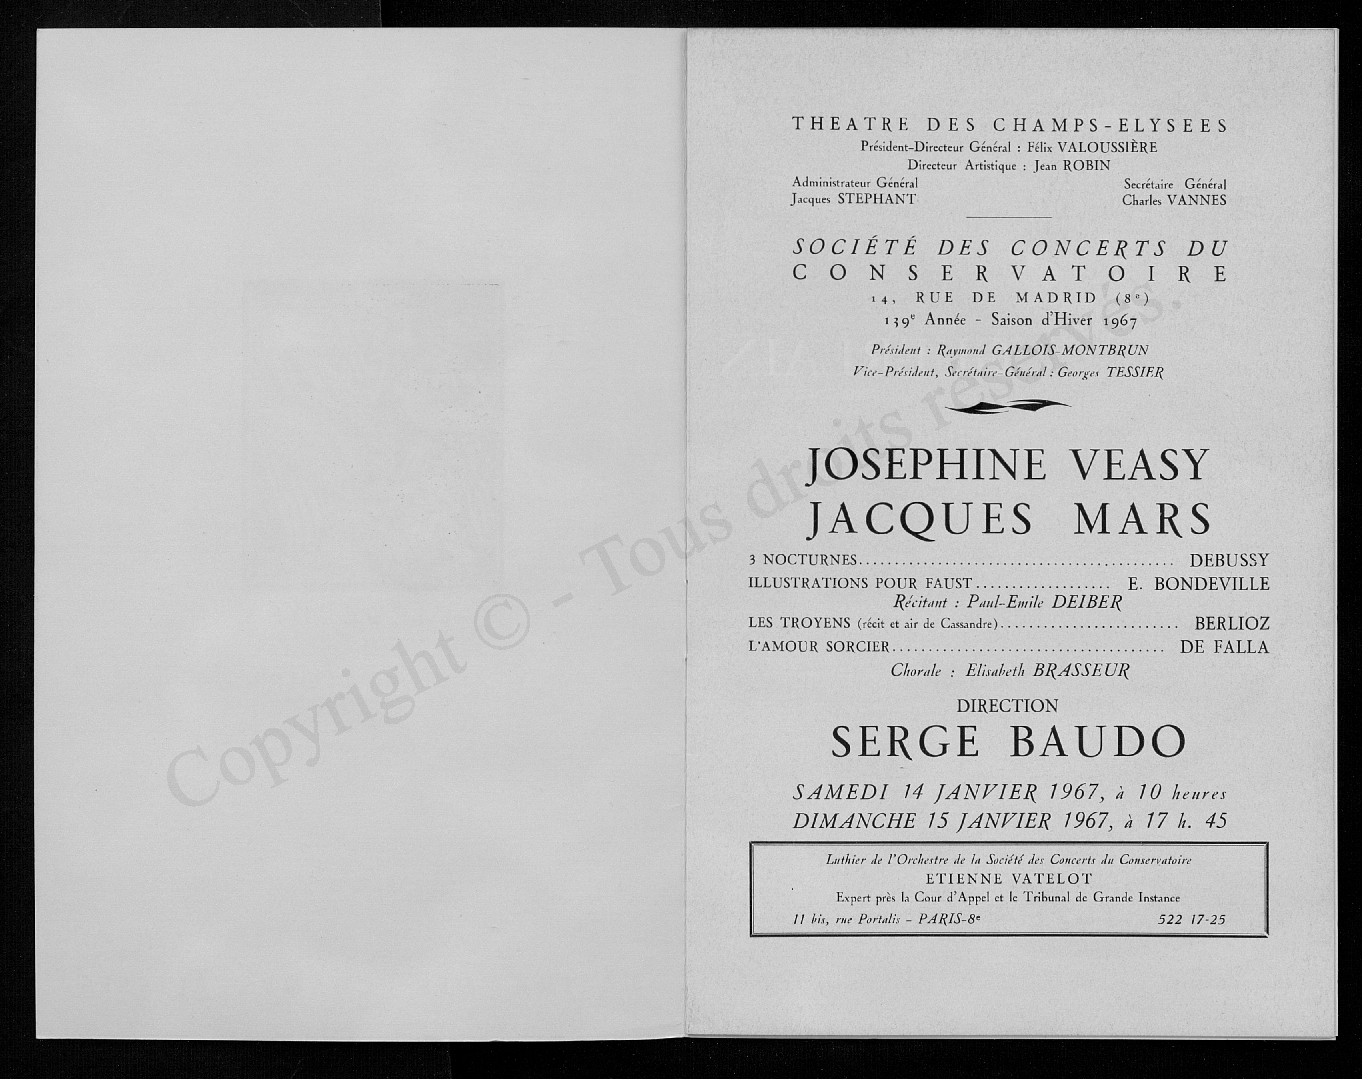 THEATRE DES CHAMPS-ELYSEES
Président-Directeur Général : Félix VALOUSSIÈRE
Directeur Artistique : Jean ROBIN
Administrateur Général Secrétaire Général
Jacques STEPHANT Charles VANNES
SOCIÉTÉ DES CONCERTS DU
CONSERVATOIRE
14, RUE DE MADRID (8e)
139e Année - Saison d'Hiver 1967
Président : Raymond GALLOIS-MONTBRUN
Vice-Président, Secrétaire-Général : Georges TESSIER
JOSEPHINE VEASY
JACQUES MARS
3 NOCTURNES........................................... DEBUSSY
ILLUSTRATIONS POUR FAUST................... E. BONDEVILLE
Récitant : Paul-Emile DEIBER
LES TROYENS (récit et air de Cassandre)......................... BERLIOZ
L'AMOUR SORCIER...................................... DE FALLA
Chorale : Elisabeth BRASSEUR
DIRECTION
SERGE BAUDO
SAMEDI 14 JANVIER 1967, à 10 heures
DIMANCHE 15 JANVIER 1967, à 17 h. 45
Luthier de l'Orchestre de la Société des Concerts du Conservatoire
ETIENNE VATELOT
Expert près la Cour d'Appel et le Tribunal de Grande Instance
11 bis, rue Portalis - PARIS-8e 522 17-25
Copyright © - Tous droits réservés.